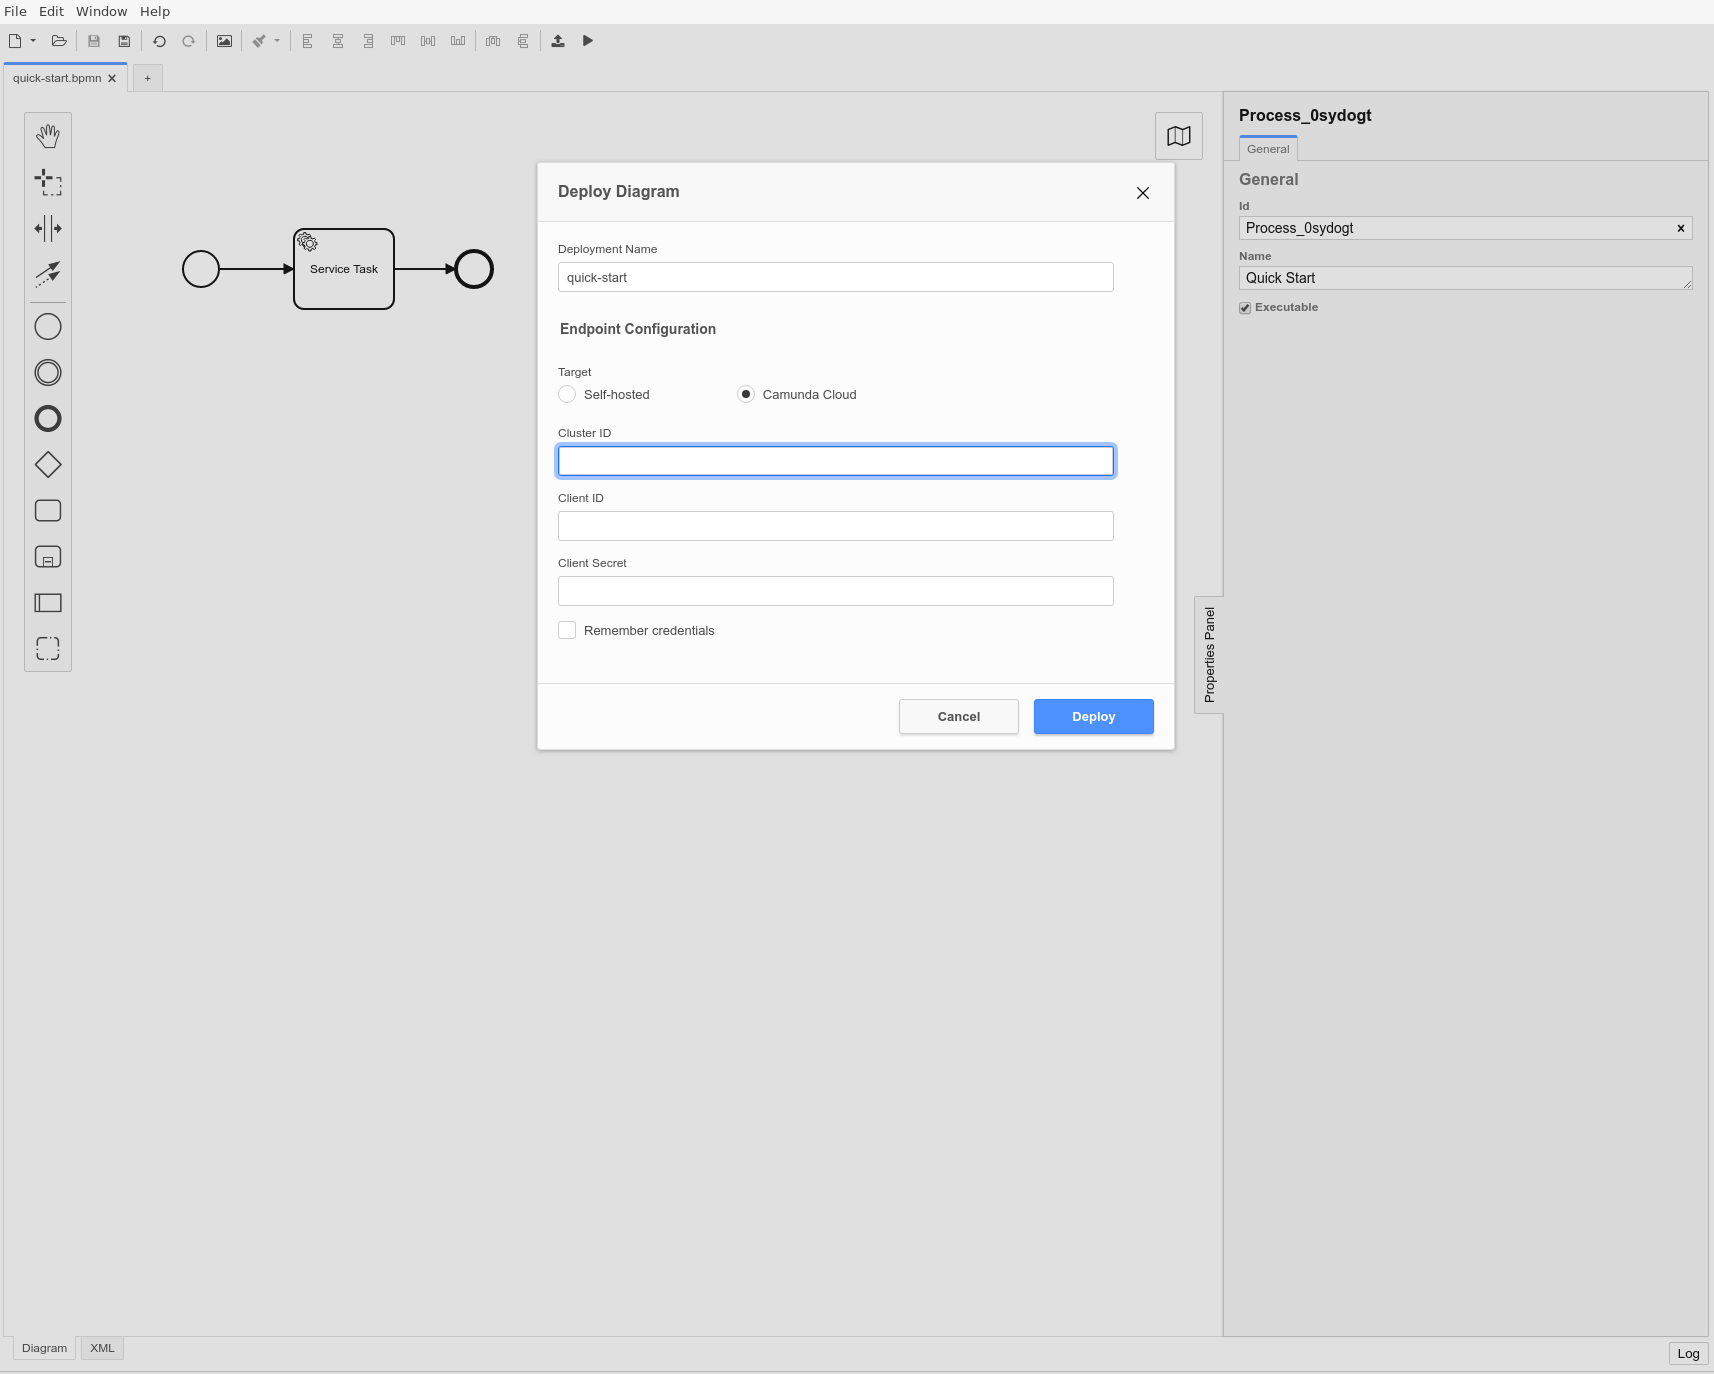 File Edit Window Help
quick-start.bpmn
+
Service Task
Deploy Diagram
Deployment Name
quick-start
Endpoint Configuration
Target
Self-hosted Camunda Cloud
Cluster ID
Client ID
Client Secret
Remember credentials
Cancel Deploy
Properties Panel
Process_0sydogt
General
General
Id
Process_0sydogt
Name
Quick Start
Executable
Diagram XML
Log